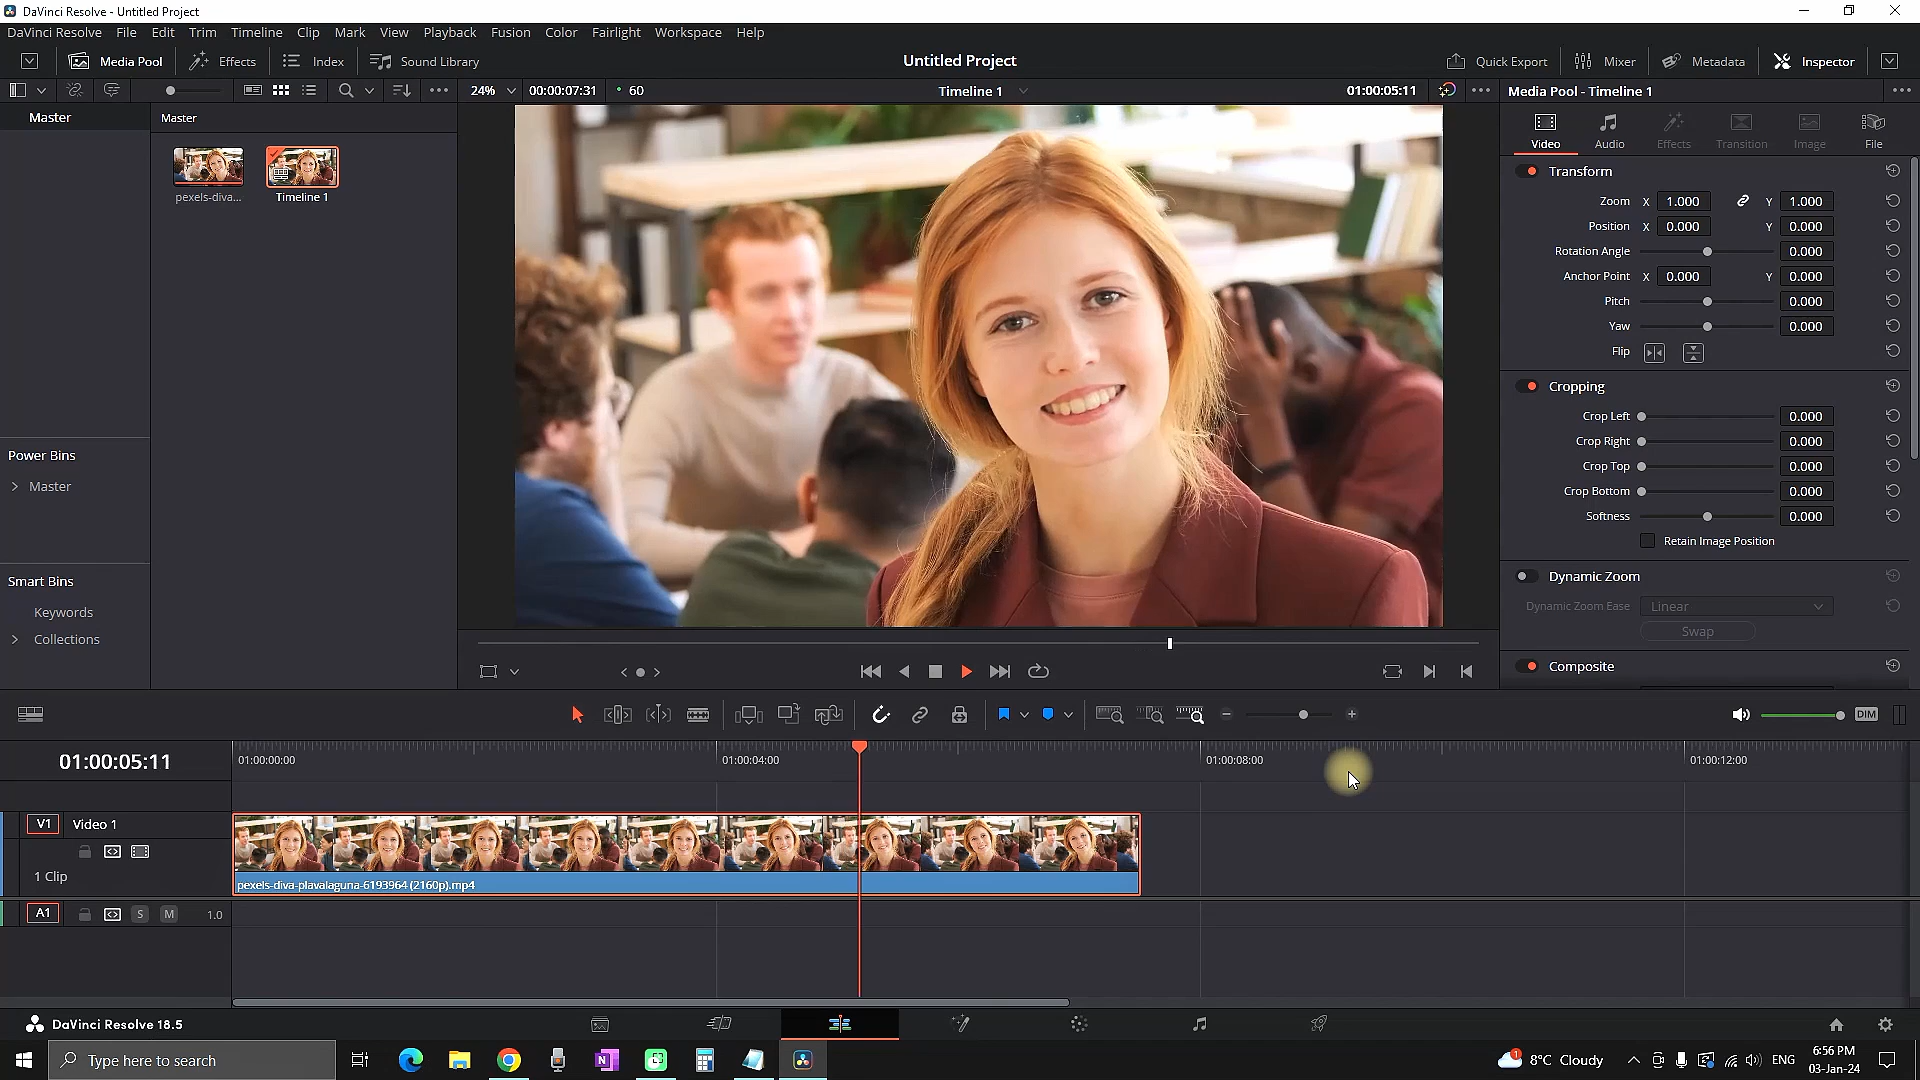 DaVinci Resolve - Untitled Project
DaVinci Resolve File Edit Trim Timeline Clip Mark View Playback Fusion Color Fairlight Workspace Help
Media Pool Effects Index Sound Library Untitled Project Quick Export Mixer Metadata Inspector
24% 00:00:07:31 60 Timeline 1 01:00:05:11 Media Pool - Timeline 1
Master Master
Video Audio Effects Transition Image File
pexels-diva... Timeline 1
Transform
Zoom X 1.000 Y 1.000
Position X 0.000 Y 0.000
Rotation Angle 0.000
Anchor Point X 0.000 Y 0.000
Pitch 0.000
Yaw 0.000
Flip
Cropping
Crop Left 0.000
Crop Right 0.000
Crop Top 0.000
Crop Bottom 0.000
Softness 0.000
Retain Image Position
Dynamic Zoom
Dynamic Zoom Ease Linear
Swap
Composite
Power Bins
Master
Smart Bins
Keywords
Collections
DIM
01:00:05:11 01:00:00:00 01:00:04:00 01:00:08:00 01:00:12:00
V1 Video 1
1 Clip
pexels-diva-plavalaguna-6193964 (2160p).mp4
A1 S M 1.0
DaVinci Resolve 18.5
Type here to search
1 8°C Cloudy ENG 6:56 PM
03-Jan-24